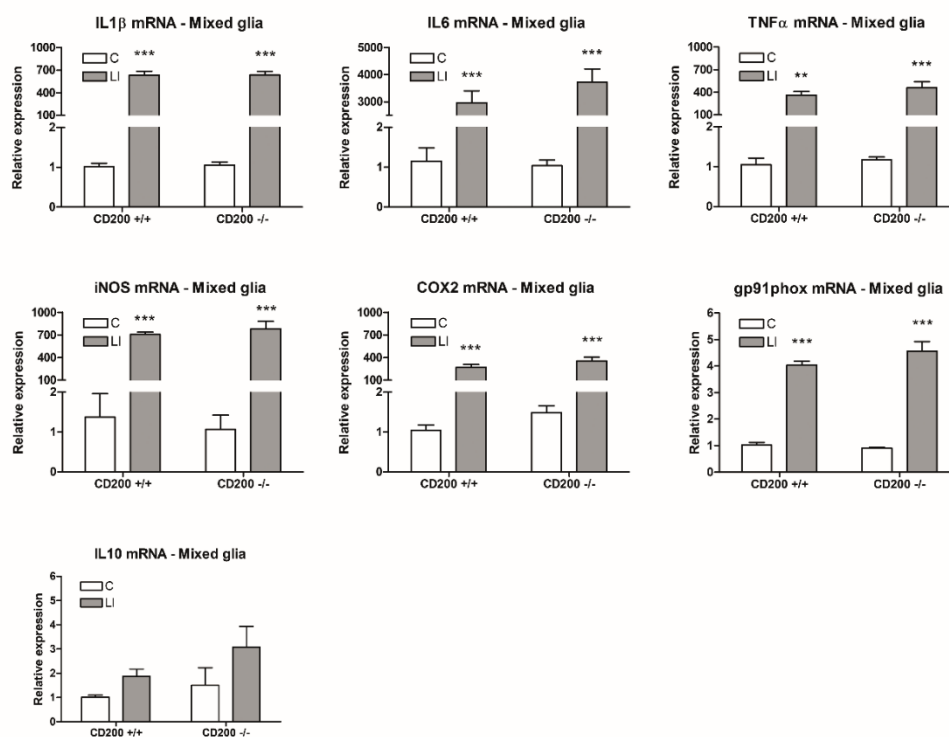 IL1β mRNA - Mixed glia
Relative expression
1000
700
400
100
2
1
0
C
LI
***
***
CD200 +/+
CD200 -/-
IL6 mRNA - Mixed glia
Relative expression
5000
4000
3000
2
1
0
C
LI
***
***
CD200 +/+
CD200 -/-
TNFα mRNA - Mixed glia
Relative expression
1000
700
400
100
2
1
0
C
LI
**
***
CD200 +/+
CD200 -/-
iNOS mRNA - Mixed glia
Relative expression
1000
700
400
100
2
1
0
C
LI
***
***
CD200 +/+
CD200 -/-
COX2 mRNA - Mixed glia
Relative expression
1000
700
400
100
2
1
0
C
LI
***
***
CD200 +/+
CD200 -/-
gp91phox mRNA - Mixed glia
Relative expression
6
5
4
3
2
1
0
C
LI
***
***
CD200 +/+
CD200 -/-
IL10 mRNA - Mixed glia
Relative expression
6
5
4
3
2
1
0
C
LI
CD200 +/+
CD200 -/-